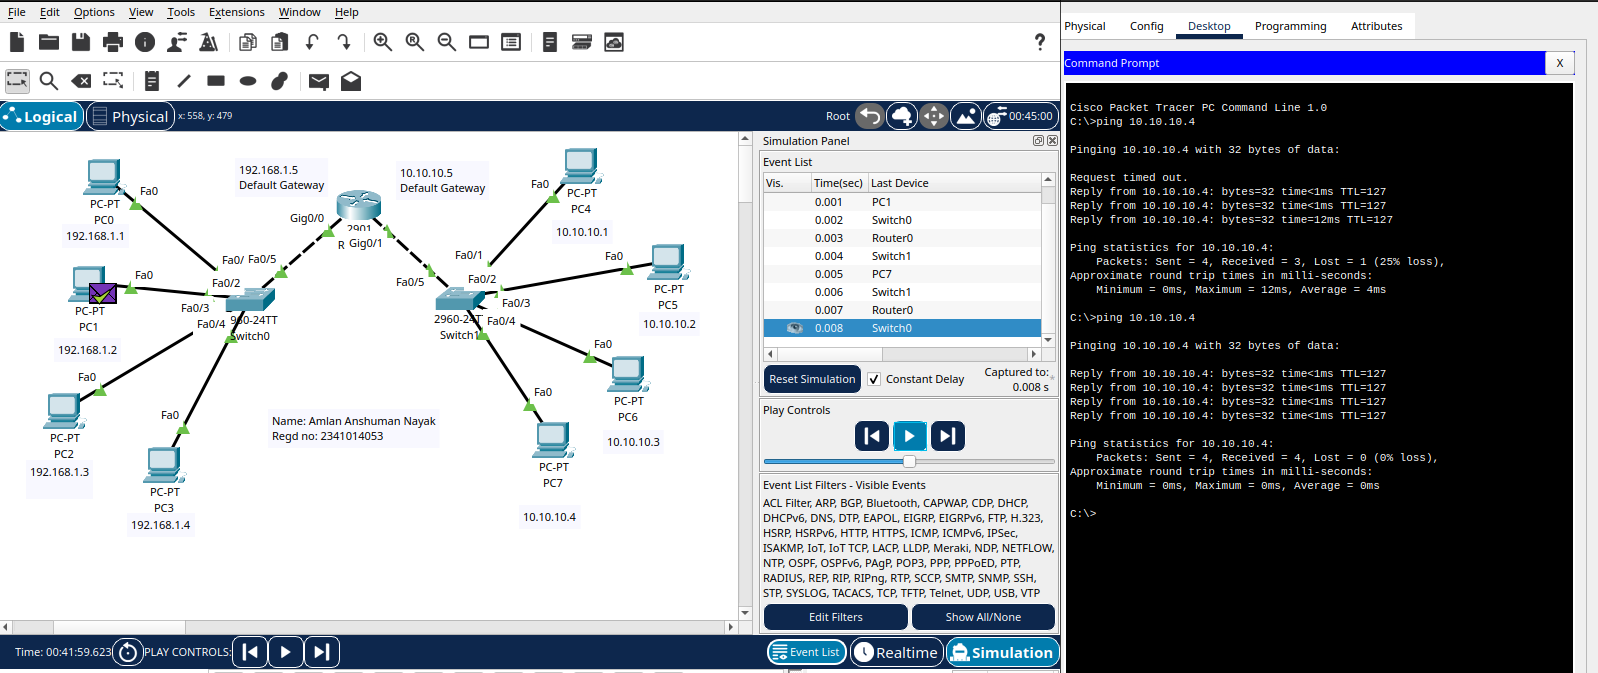 File Edit Options View Tools Extensions Window Help
?
Logical Physical x: 558, y: 479
Root 00:45:00
PC-PT
PC0
192.168.1.1
Fa0
192.168.1.5
Default Gateway
10.10.10.5
Default Gateway
Gig0/0
2901
R Gig0/1
Fa0
PC-PT
PC4
10.10.10.1
Fa0/ Fa0/5
Fa0/2
Fa0/3
Fa0/4
960-24TT
Switch0
Fa0
PC-PT
PC1
192.168.1.2
Fa0/1
Fa0/5
Fa0/2
Fa0/3
Fa0/4
2960-24T
Switch1
Fa0
PC-PT
PC5
10.10.10.2
Fa0
PC-PT
PC2
192.168.1.3
Fa0
PC-PT
PC3
192.168.1.4
Name: Amlan Anshuman Nayak
Regd no: 2341014053
Fa0
PC-PT
PC6
10.10.10.3
Fa0
PC-PT
PC7
10.10.10.4
Simulation Panel
Event List
Vis. Time(sec) Last Device
0.001 PC1
0.002 Switch0
0.003 Router0
0.004 Switch1
0.005 PC7
0.006 Switch1
0.007 Router0
0.008 Switch0
Reset Simulation Constant Delay Captured to:
0.008 s
Play Controls
Event List Filters - Visible Events
ACL Filter, ARP, BGP, Bluetooth, CAPWAP, CDP, DHCP,
DHCPv6, DNS, DTP, EAPOL, EIGRP, EIGRPv6, FTP, H.323,
HSRP, HSRPv6, HTTP, HTTPS, ICMP, ICMPv6, IPSec,
ISAKMP, IoT, IoT TCP, LACP, LLDP, Meraki, NDP, NETFLOW,
NTP, OSPF, OSPFv6, PAgP, POP3, PPP, PPPoED, PTP,
RADIUS, REP, RIP, RIPng, RTP, SCCP, SMTP, SNMP, SSH,
STP, SYSLOG, TACACS, TCP, TFTP, Telnet, UDP, USB, VTP
Edit Filters Show All/None
Time: 00:41:59.623 PLAY CONTROLS:
Event List Realtime Simulation
Physical Config Desktop Programming Attributes
Command Prompt X
Cisco Packet Tracer PC Command Line 1.0
C:\>ping 10.10.10.4
Pinging 10.10.10.4 with 32 bytes of data:
Request timed out.
Reply from 10.10.10.4: bytes=32 time<1ms TTL=127
Reply from 10.10.10.4: bytes=32 time<1ms TTL=127
Reply from 10.10.10.4: bytes=32 time=12ms TTL=127
Ping statistics for 10.10.10.4:
Packets: Sent = 4, Received = 3, Lost = 1 (25% loss),
Approximate round trip times in milli-seconds:
Minimum = 0ms, Maximum = 12ms, Average = 4ms
C:\>ping 10.10.10.4
Pinging 10.10.10.4 with 32 bytes of data:
Reply from 10.10.10.4: bytes=32 time<1ms TTL=127
Reply from 10.10.10.4: bytes=32 time<1ms TTL=127
Reply from 10.10.10.4: bytes=32 time<1ms TTL=127
Reply from 10.10.10.4: bytes=32 time<1ms TTL=127
Ping statistics for 10.10.10.4:
Packets: Sent = 4, Received = 4, Lost = 0 (0% loss),
Approximate round trip times in milli-seconds:
Minimum = 0ms, Maximum = 0ms, Average = 0ms
C:\>